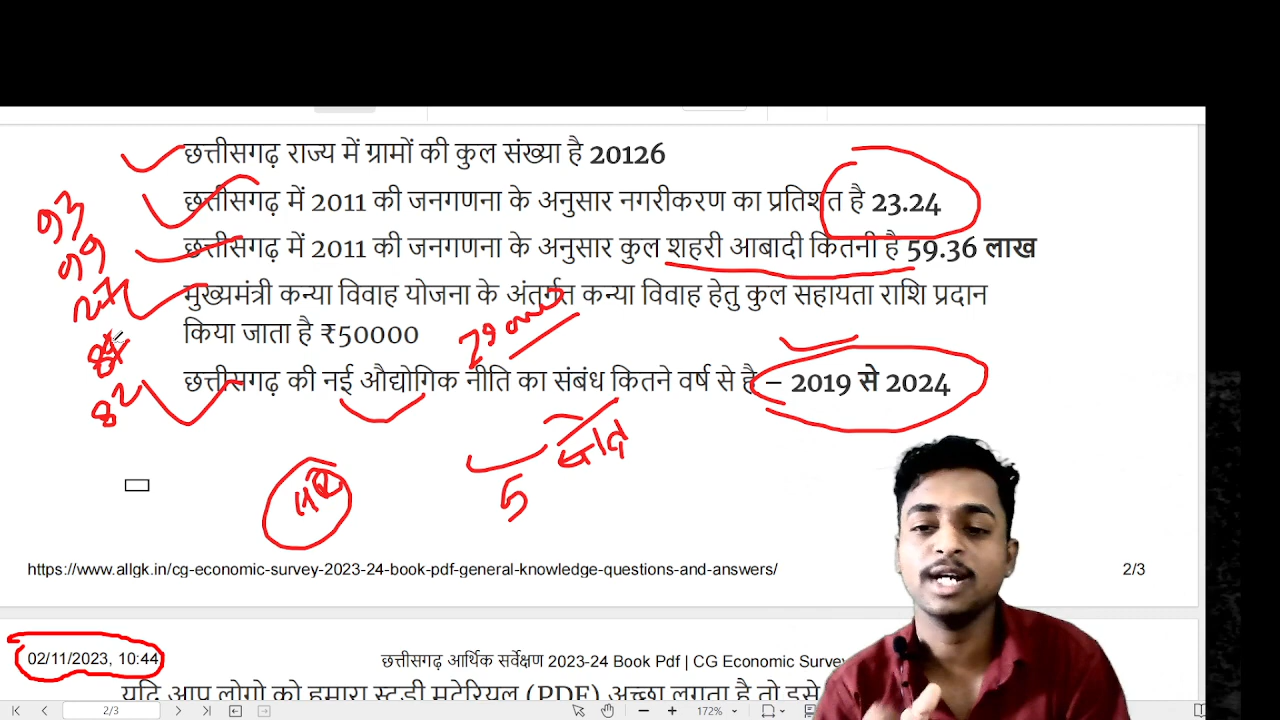 छत्तीसगढ़ राज्य में ग्रामों की कुल संख्या है 20126
छत्तीसगढ़ में 2011 की जनगणना के अनुसार नगरीकरण का प्रतिशत है 23.24
छत्तीसगढ़ में 2011 की जनगणना के अनुसार कुल शहरी आबादी कितनी है 59.36 लाख
मुख्यमंत्री कन्या विवाह योजना के अंतर्गत कन्या विवाह हेतु कुल सहायता राशि प्रदान
किया जाता है ₹50000
छत्तीसगढ़ की नई औद्योगिक नीति का संबंध कितने वर्ष से है – 2019 से 2024
5
https://www.allgk.in/cg-economic-survey-2023-24-book-pdf-general-knowledge-questions-and-answers/
2/3
02/11/2023, 10:44
छत्तीसगढ़ आर्थिक सर्वेक्षण 2023-24 Book Pdf | CG Economic Survey
यदि आप लोगो को हमारा स्टडी मटेरियल (PDF) अच्छा लगता है तो इसे
2/3
172%